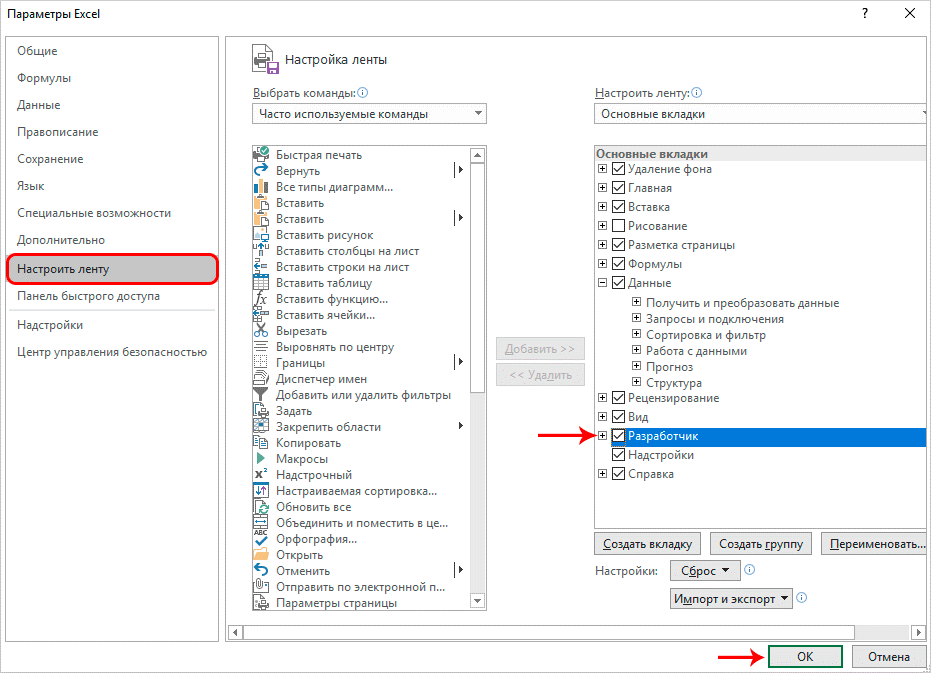 Параметры Excel
?
Общие
Формулы
Данные
Правописание
Сохранение
Язык
Специальные возможности
Дополнительно
Настроить ленту
Панель быстрого доступа
Надстройки
Центр управления безопасностью
Настройка ленты
Выбрать команды:
Часто используемые команды
Быстрая печать
Вернуть
Все типы диаграмм...
Вставить
Вставить
Вставить рисунок
Вставить столбцы на лист
Вставить строки на лист
Вставить таблицу
Вставить функцию...
Вставить ячейки...
Вырезать
Выровнять по центру
Границы
Диспетчер имен
Добавить или удалить фильтры
Задать
Закрепить области
Копировать
Макросы
Надстрочный
Настраиваемая сортировка...
Обновить все
Объединить и поместить в це...
Орфография...
Открыть
Отменить
Отправить по электронной п...
Параметры страницы
Добавить >>
<< Удалить
Настроить ленту:
Основные вкладки
Основные вкладки
Удаление фона
Главная
Вставка
Рисование
Разметка страницы
Формулы
Данные
Получить и преобразовать данные
Запросы и подключения
Сортировка и фильтр
Работа с данными
Прогноз
Структура
Рецензирование
Вид
Разработчик
Надстройки
Справка
Создать вкладку
Создать группу
Переименовать...
Настройки:
Сброс
Импорт и экспорт
ОК
Отмена